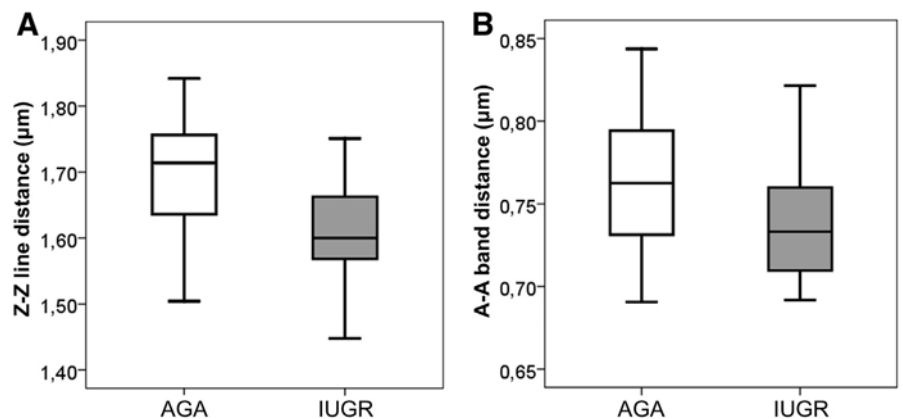 A
Z-Z line distance (μm)
1,90
1,80
1,70
1,60
1,50
1,40
AGA IUGR
B
A-A band distance (μm)
0,85
0,80
0,75
0,70
0,65
AGA IUGR